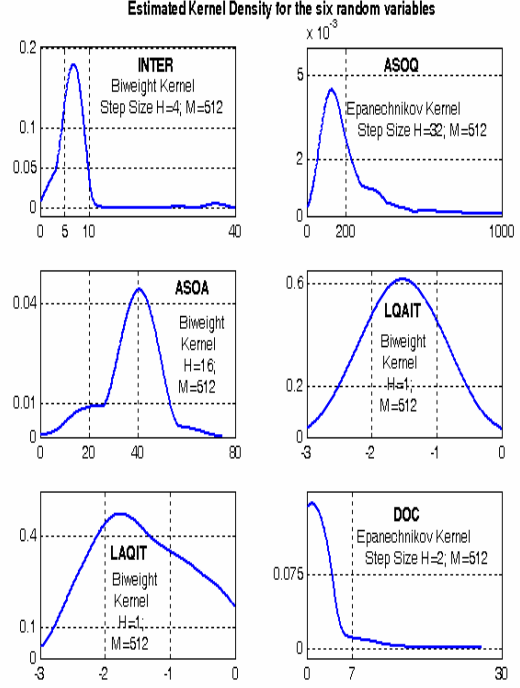 Estimated Kernel Density for the six random variables
INTER
Biweight Kernel
Step Size H=4; M=512
0.2
0.1
0.05
0
0 5 10 40
x 10⁻³
ASOQ
Epanechnikov Kernel
Step Size H=32; M=512
5
2
0
0 200 1000
ASOA
Biweight
Kernel
H=16;
M=512
0.04
0.01
0
0 20 40 80
LQAIT
Biweight
Kernel
H=1;
M=512
0.6
0.2
0
-3 -2 -1 0
LAQIT
Biweight
Kernel
H=1;
M=512
0.4
0.1
0
-3 -2 -1 0
DOC
Epanechnikov Kernel
Step Size H=2; M=512
0.075
0
0 7 30